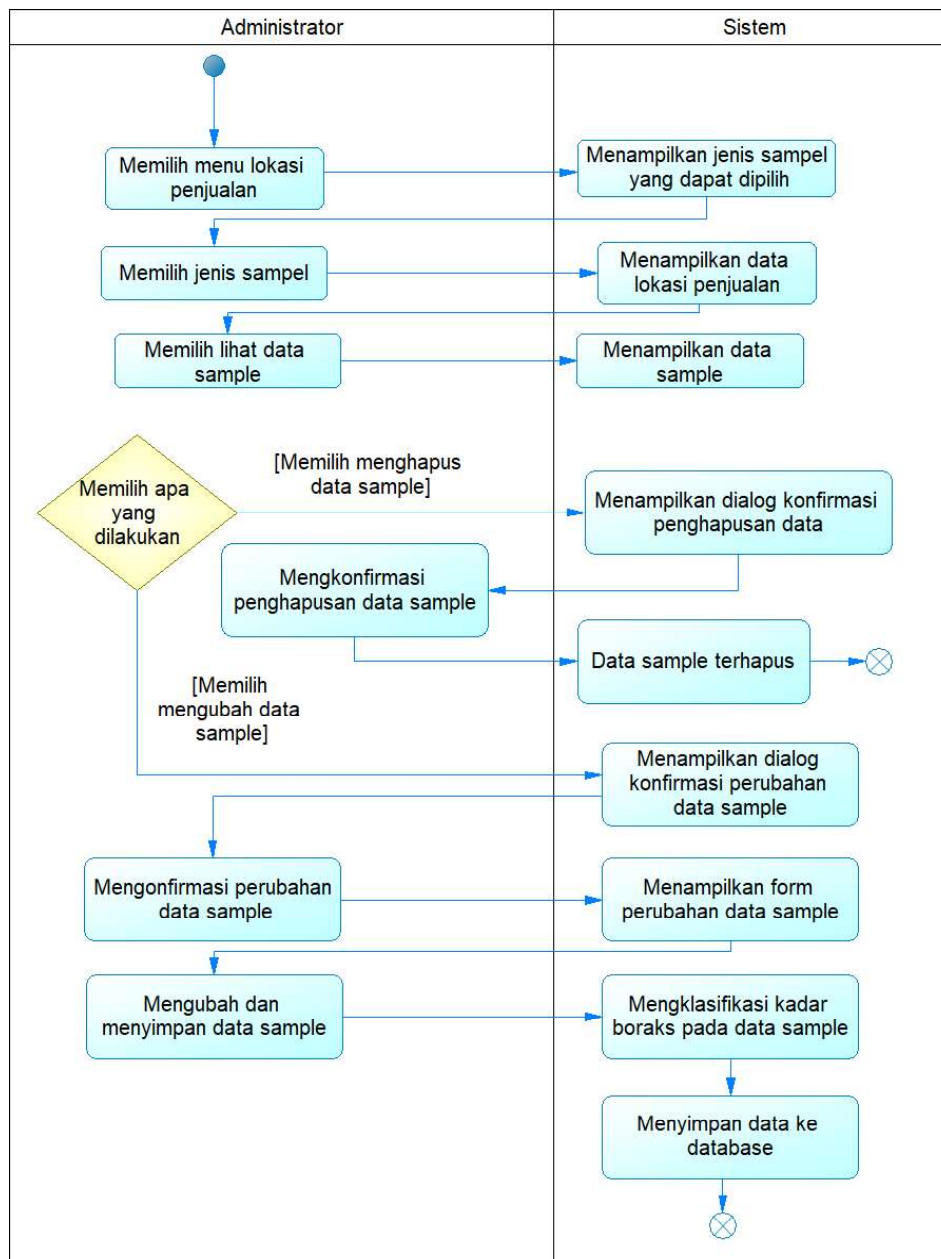 Administrator
Sistem
Memilih menu lokasi
penjualan
Menampilkan jenis sampel
yang dapat dipilih
Memilih jenis sampel
Menampilkan data
lokasi penjualan
Memilih lihat data
sample
Menampilkan data
sample
Memilih apa
yang
dilakukan
[Memilih menghapus
data sample]
Menampilkan dialog konfirmasi
penghapusan data
Mengkonfirmasi
penghapusan data sample
Data sample terhapus
[Memilih
mengubah data
sample]
Menampilkan dialog
konfirmasi perubahan
data sample
Mengonfirmasi perubahan
data sample
Menampilkan form
perubahan data sample
Mengubah dan
menyimpan data sample
Mengklasifikasi kadar
boraks pada data sample
Menyimpan data ke
database